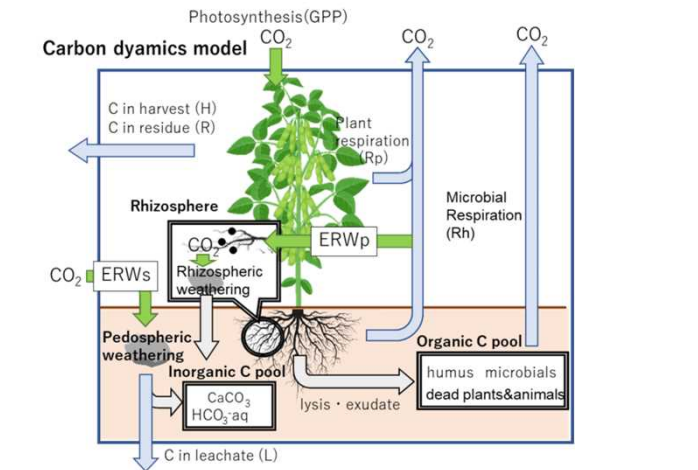 Photosynthesis(GPP)
CO₂
CO₂
CO₂
Carbon dyamics model
C in harvest (H)
C in residue (R)
Plant
respiration
(Rp)
Rhizosphere
Microbial
Respiration
(Rh)
CO₂
ERWp
Rhizospheric
weathering
CO₂
ERWs
Pedospheric
weathering
Organic C pool
humus microbials
dead plants&animals
Inorganic C pool
CaCO₃
HCO₃⁻aq
lysis・exudate
C in leachate (L)